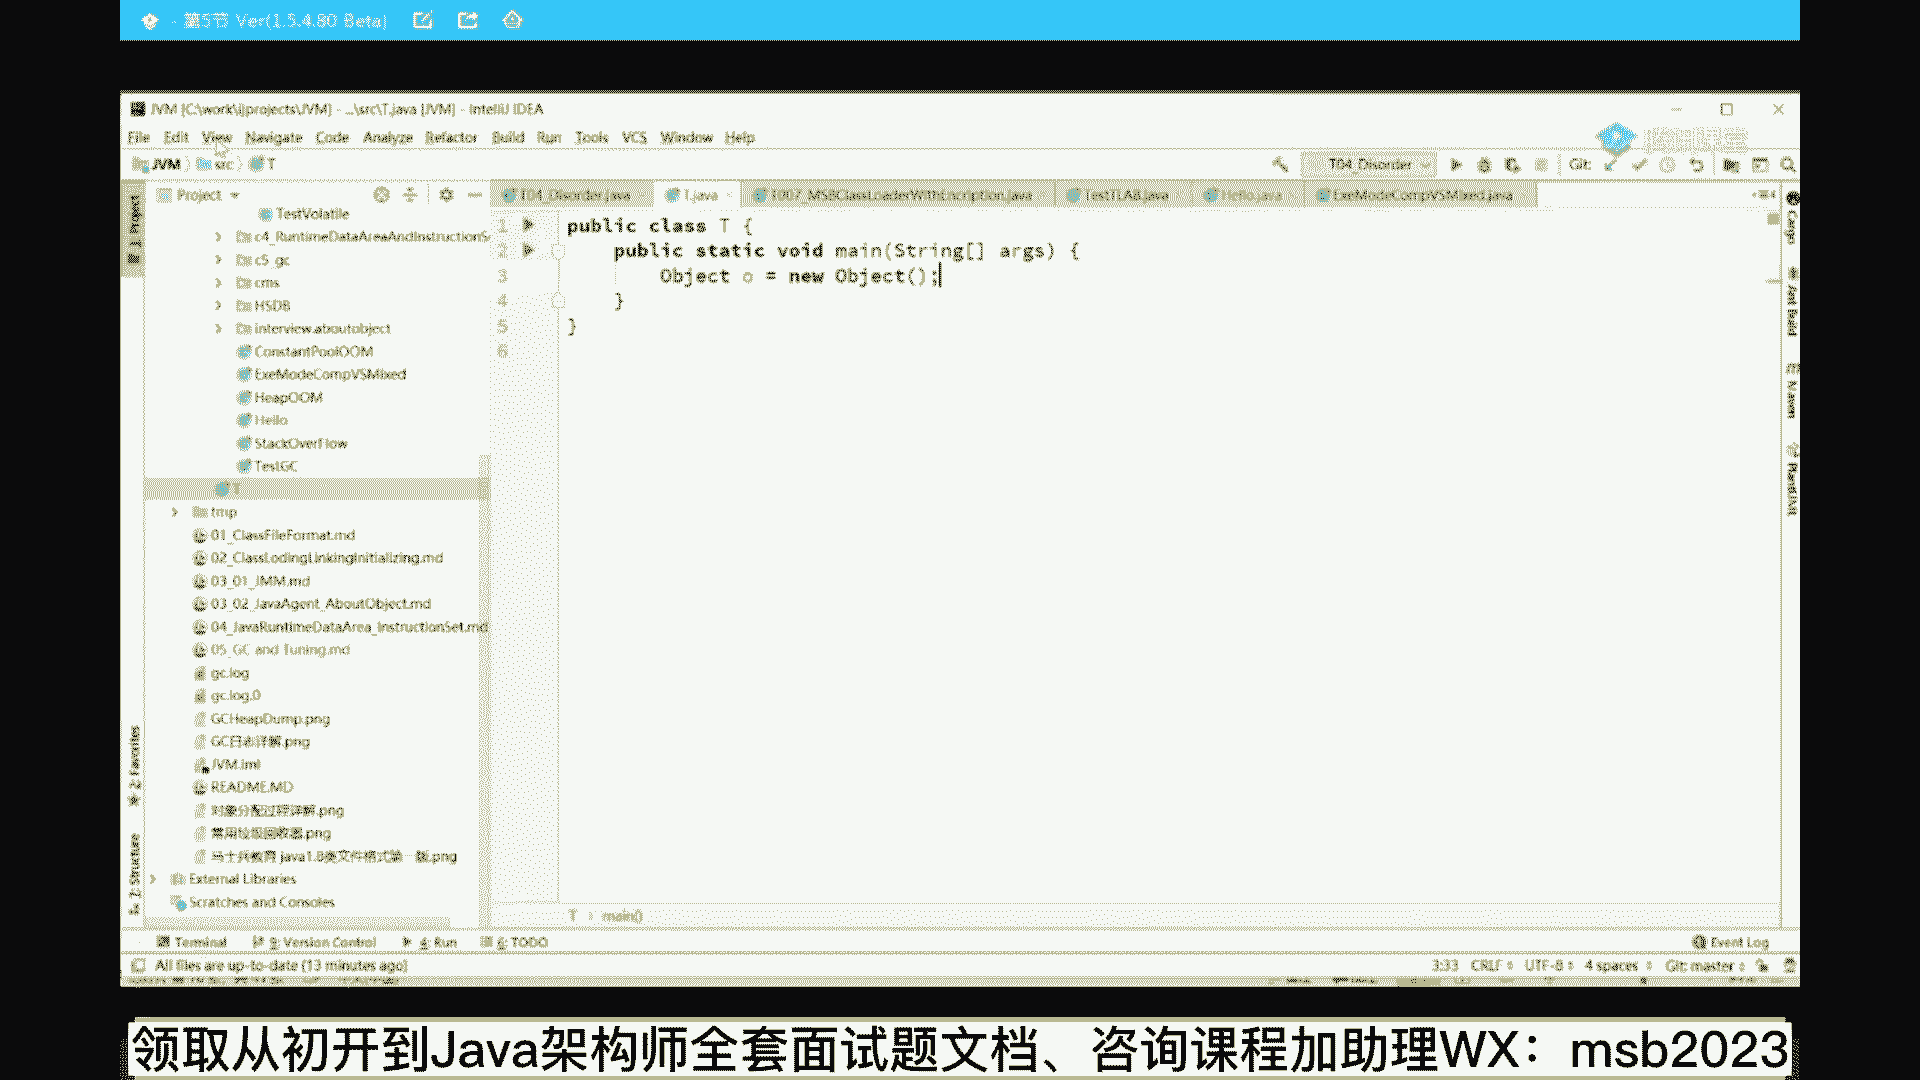 - 第5节 Ver(1.5.4.80 Beta)
JVM [C:\work\ijprojects\JVM] - ...\src\T.java [JVM] - IntelliJ IDEA
File Edit View Navigate Code Analyze Refactor Build Run Tools VCS Window Help
JVM src T
T04_Disorder
Git:
Project
T04_Disorder.java
T.java
T007_MSBClassLoaderWithEncription.java
TestTLAB.java
Hello.java
ExeModeCompVSMixed.java
1: Project
TestVolatile
c4_RuntimeDataAreaAndInstructionS
c5_gc
cms
HSDB
interview.aboutobject
ConstantPoolOOM
ExeModeCompVSMixed
HeapOOM
Hello
StackOverFlow
TestGC
T
tmp
01_ClassFileFormat.md
02_ClassLodingLinkingInitializing.md
03_01_JMM.md
03_02_JavaAgent_AboutObject.md
04_JavaRuntimeDataArea_InstructionSet.md
05_GC and Tuning.md
gc.log
gc.log.0
GCHeapDump.png
GC日志详解.png
JVM.iml
README.MD
对象分配过程详解.png
常用垃圾回收器.png
马士兵教育 java1.8类文件格式第一版.png
External Libraries
Scratches and Consoles
2: Favorites
7: Structure
1 public class T {
2 public static void main(String[] args) {
3 Object o = new Object();
4 }
5 }
6
Ant Build
Maven
PlantUML
T › main()
Terminal 9: Version Control 4: Run 6: TODO
Event Log
All files are up-to-date (13 minutes ago)
3:33 CRLF UTF-8 4 spaces Git: master
领取从初开到Java架构师全套面试题文档、咨询课程加助理WX：msb2023